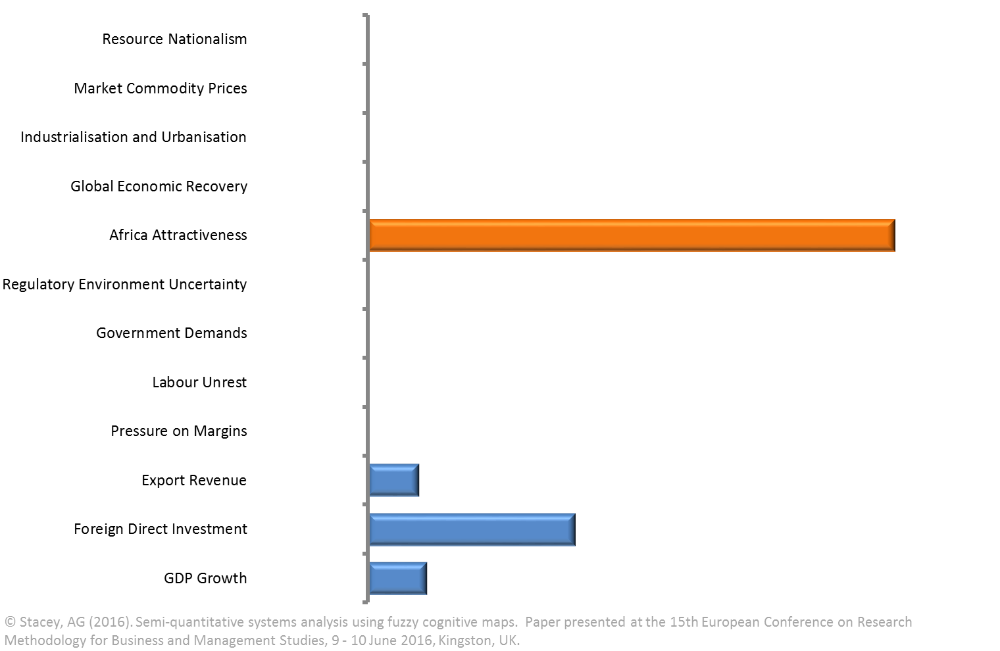 Resource Nationalism
Market Commodity Prices
Industrialisation and Urbanisation
Global Economic Recovery
Africa Attractiveness
Regulatory Environment Uncertainty
Government Demands
Labour Unrest
Pressure on Margins
Export Revenue
Foreign Direct Investment
GDP Growth
© Stacey, AG (2016). Semi-quantitative systems analysis using fuzzy cognitive maps.  Paper presented at the 15th European Conference on Research
Methodology for Business and Management Studies, 9 - 10 June 2016, Kingston, UK.